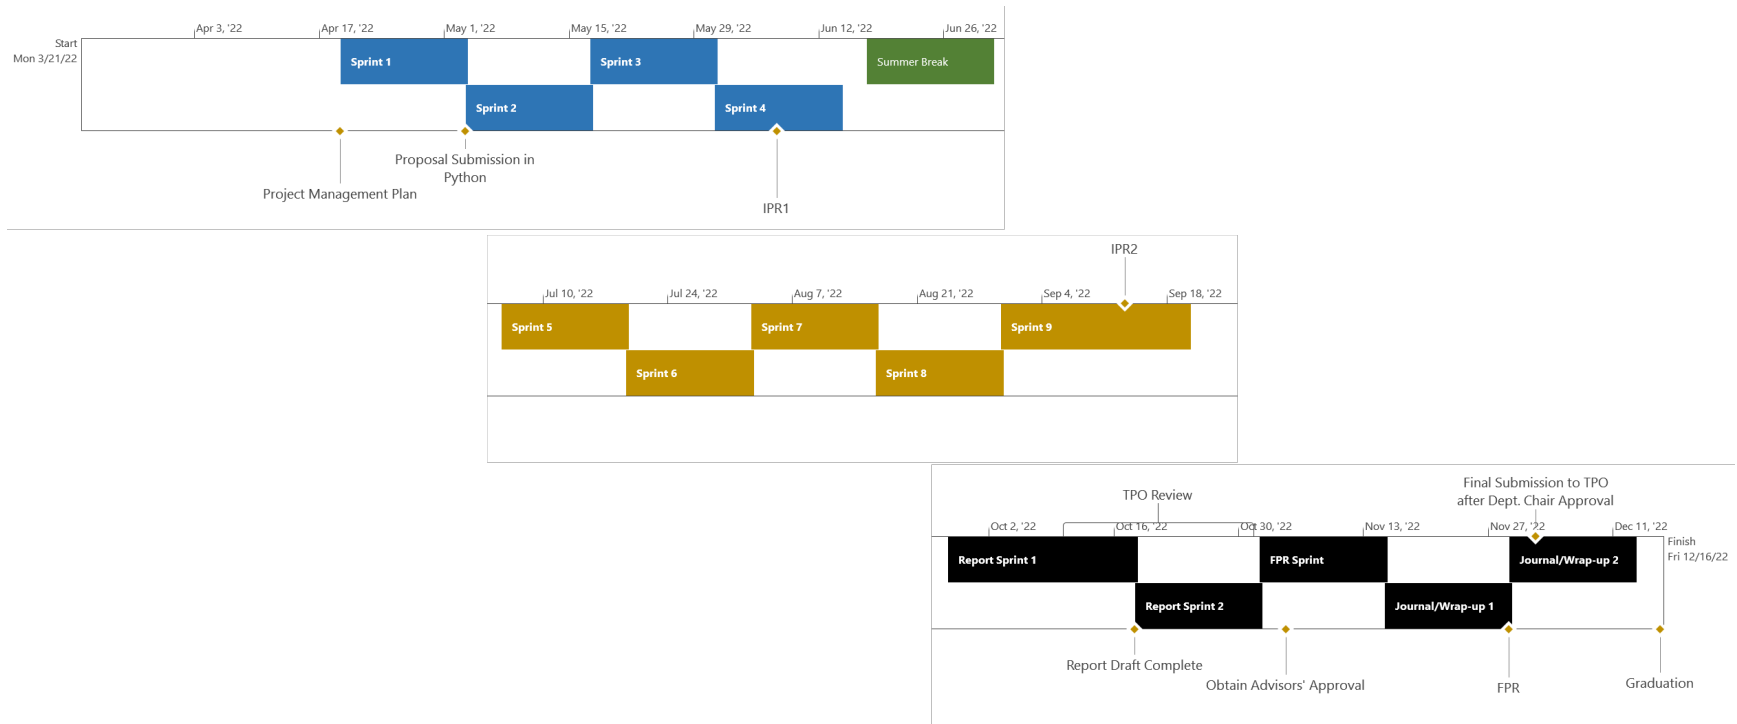 Apr 3, '22
Apr 17, '22
May 1, '22
May 15, '22
May 29, '22
Jun 12, '22
Jun 26, '22
Start
Mon 3/21/22
Sprint 1
Sprint 3
Summer Break
Sprint 2
Sprint 4
Proposal Submission in
Python
Project Management Plan
IPR1
IPR2
Jul 10, '22
Jul 24, '22
Aug 7, '22
Aug 21, '22
Sep 4, '22
Sep 18, '22
Sprint 5
Sprint 7
Sprint 9
Sprint 6
Sprint 8
TPO Review
Final Submission to TPO
after Dept. Chair Approval
Oct 2, '22
Oct 16, '22
Oct 30, '22
Nov 13, '22
Nov 27, '22
Dec 11, '22
Finish
Fri 12/16/22
Report Sprint 1
FPR Sprint
Journal/Wrap-up 2
Report Sprint 2
Journal/Wrap-up 1
Report Draft Complete
Obtain Advisors' Approval
FPR
Graduation